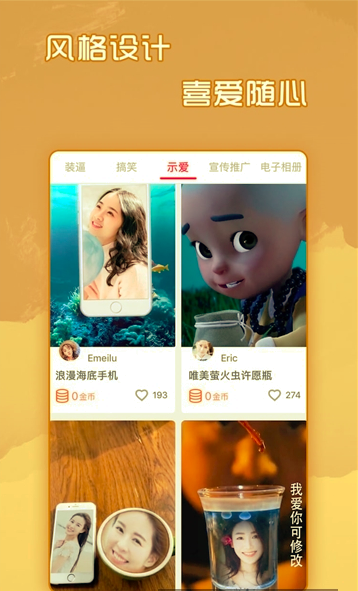 风格设计
喜爱随心
装逼 搞笑 示爱 宣传推广 电子相册
Emeilu
浪漫海底手机
0金币 193
Eric
唯美萤火虫许愿瓶
0金币 274
我爱你可修改